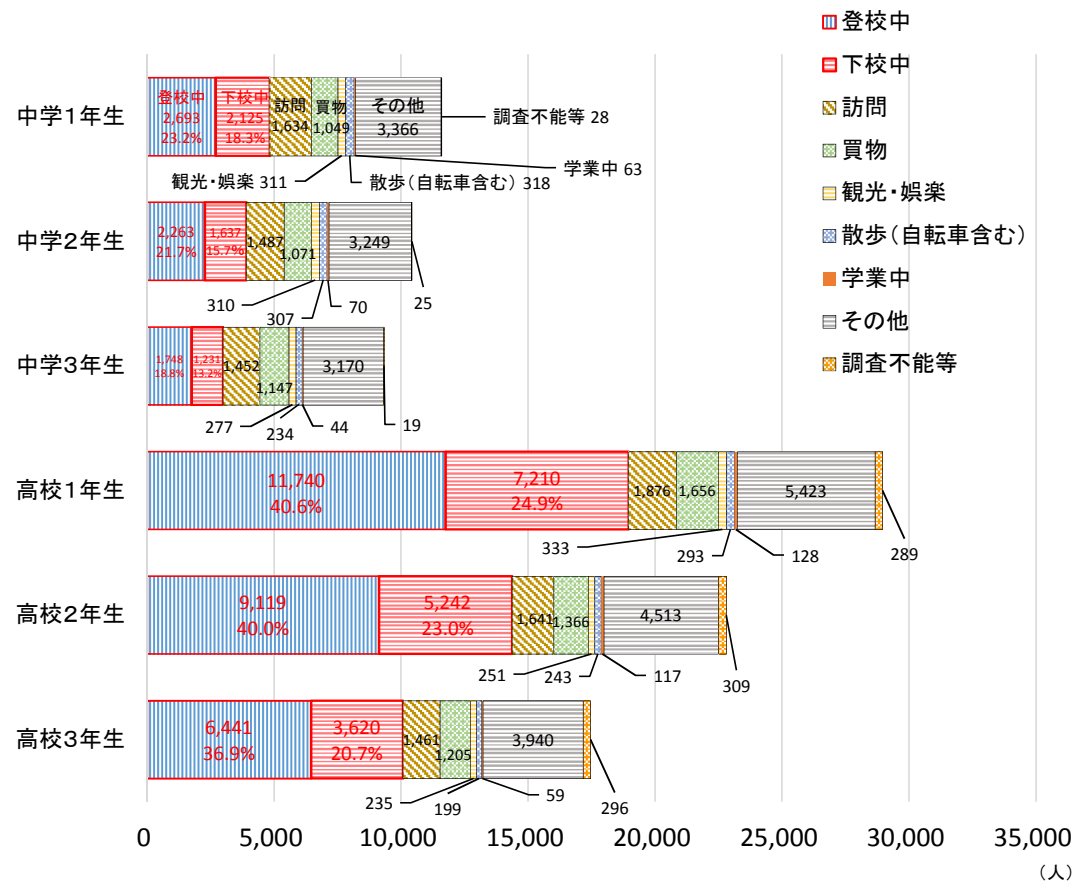 登校中
下校中
訪問
買物
観光・娯楽
散歩（自転車含む）
学業中
その他
調査不能等
中学１年生
登校中
2,693
23.2%
下校中
2,125
18.3%
訪問
1,634
買物
1,049
その他
3,366
調査不能等 28
観光・娯楽 311
散歩（自転車含む） 318
学業中 63
中学２年生
2,263
21.7%
1,637
15.7%
1,487
1,071
3,249
310
307
70
25
中学３年生
1,748
18.8%
1,231
13.2%
1,452
1,147
3,170
277
234
44
19
高校１年生
11,740
40.6%
7,210
24.9%
1,876
1,656
5,423
333
293
128
289
高校２年生
9,119
40.0%
5,242
23.0%
1,641
1,366
4,513
251
243
117
309
高校３年生
6,441
36.9%
3,620
20.7%
1,461
1,205
3,940
235
199
59
296
0 5,000 10,000 15,000 20,000 25,000 30,000 35,000
（人）